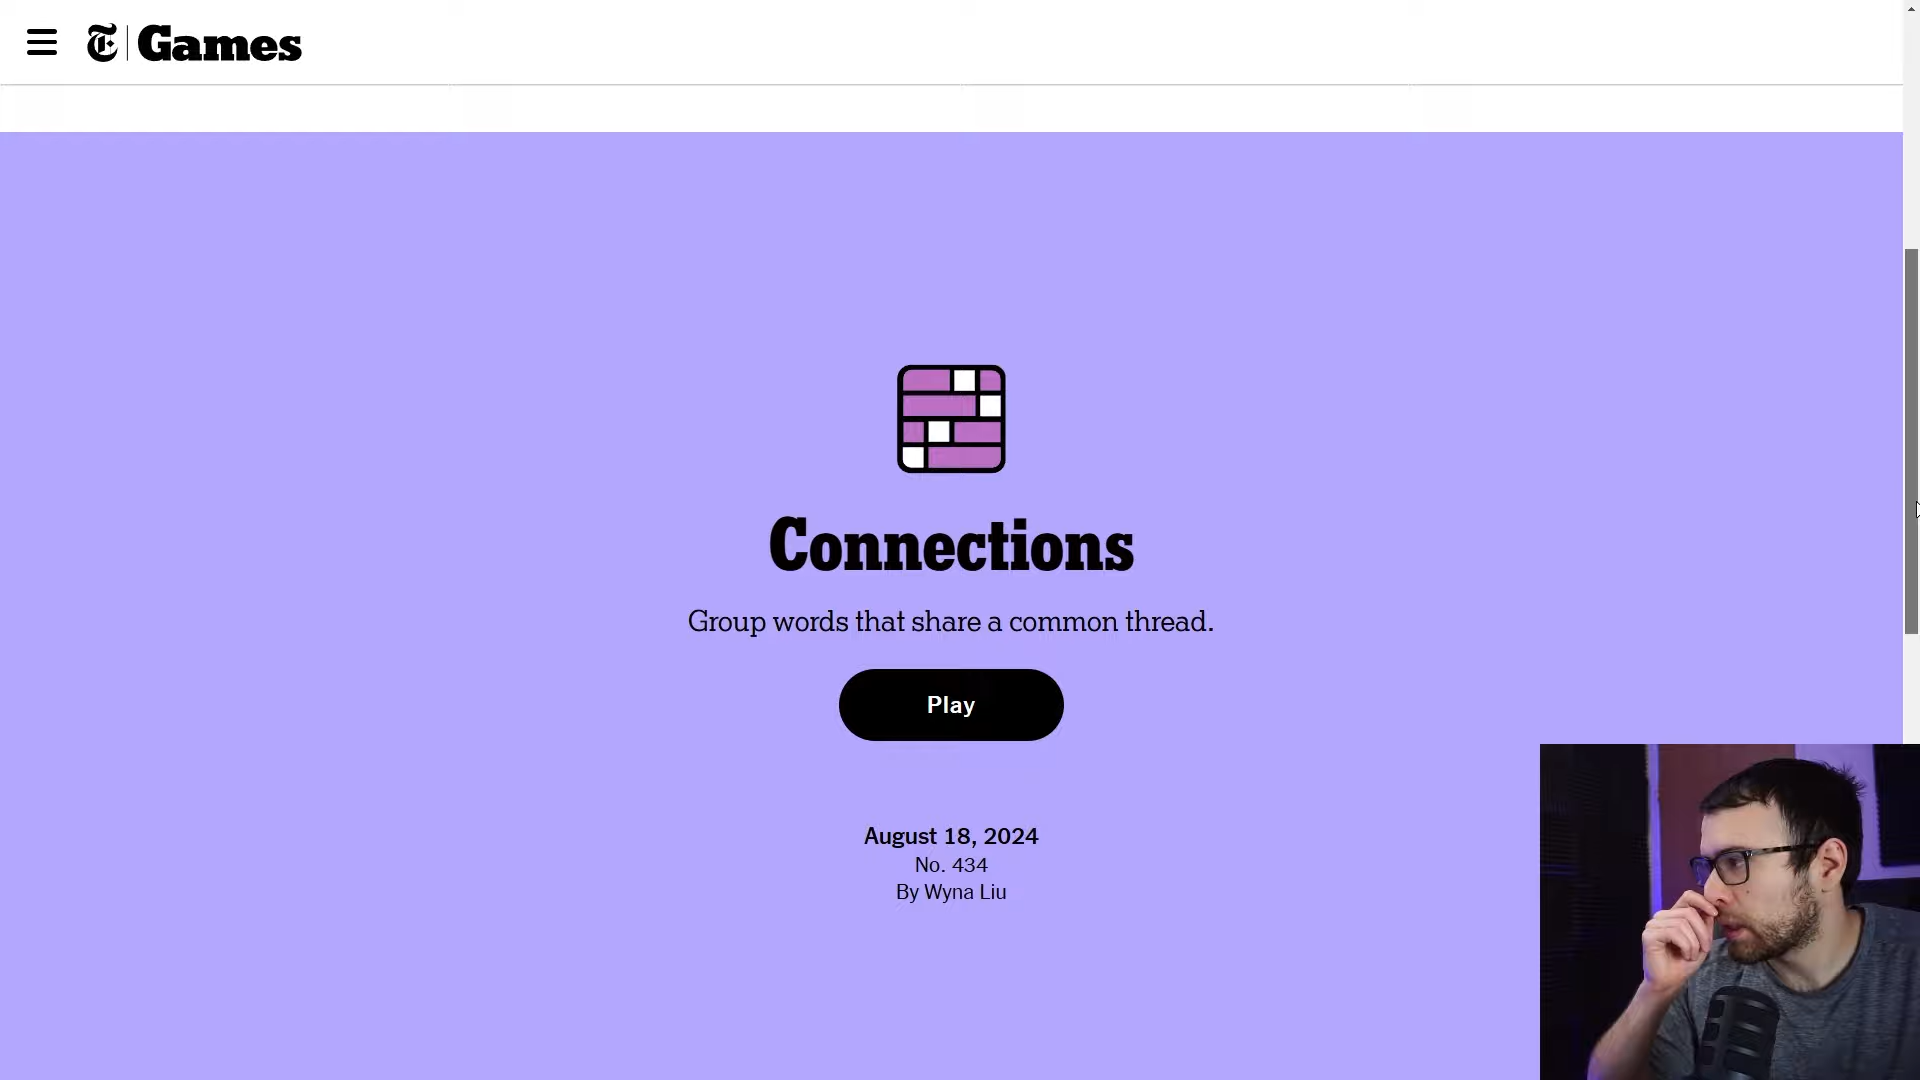 T Games
Connections
Group words that share a common thread.
Play
August 18, 2024
No. 434
By Wyna Liu